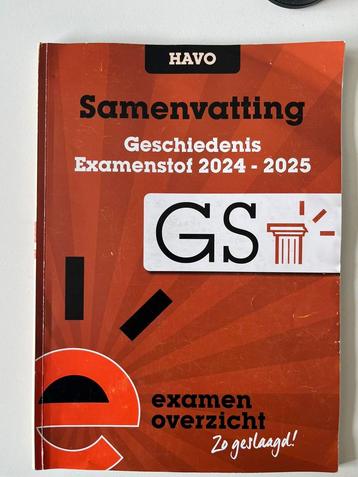 HAVO
Samenvatting
Geschiedenis
Examenstof 2024 - 2025
GS
examen
overzicht
Zo geslaagd!